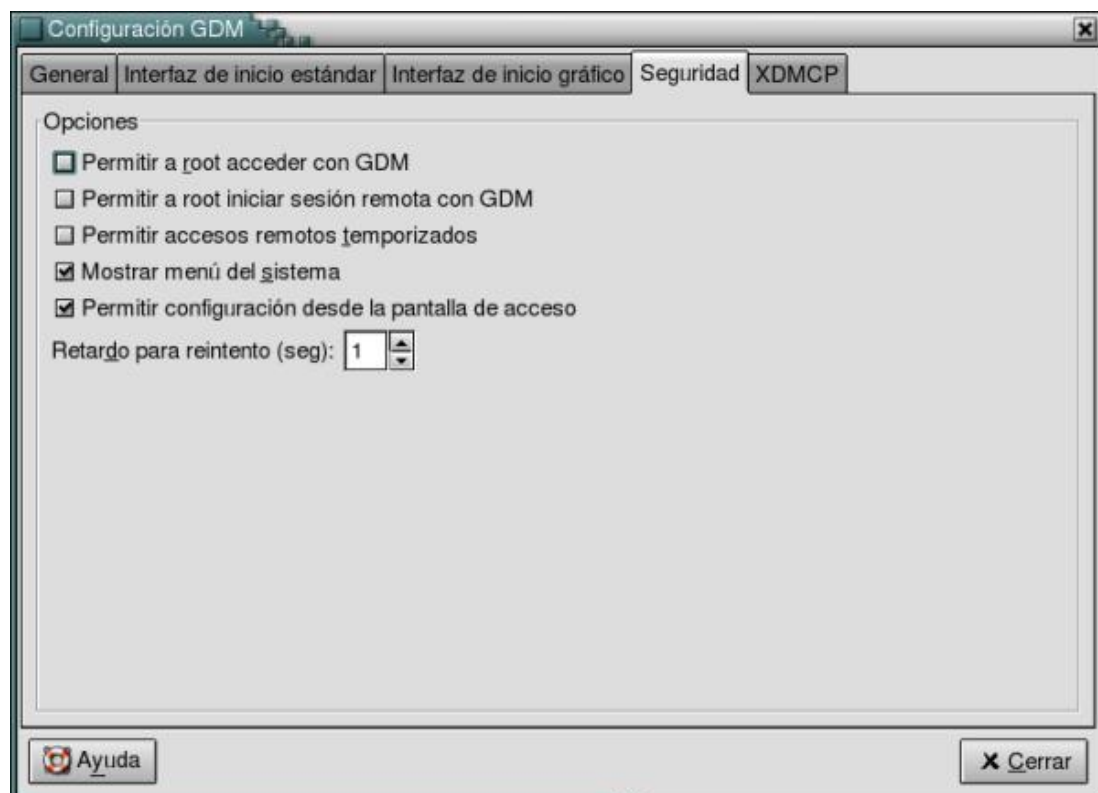 Configuración GDM
General Interfaz de inicio estándar Interfaz de inicio gráfico Seguridad XDMCP
Opciones
Permitir a root acceder con GDM
Permitir a root iniciar sesión remota con GDM
Permitir accesos remotos temporizados
Mostrar menú del sistema
Permitir configuración desde la pantalla de acceso
Retardo para reintento (seg): 1
Ayuda Cerrar